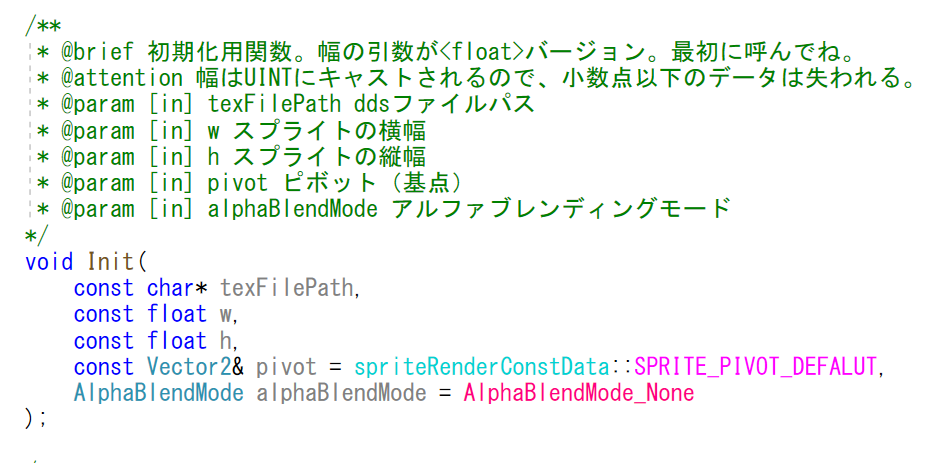 /**
* @brief 初期化用関数。幅の引数が<float>バージョン。最初に呼んでね。
* @attention 幅はUINTにキャストされるので、小数点以下のデータは失われる。
* @param [in] texFilePath ddsファイルパス
* @param [in] w スプライトの横幅
* @param [in] h スプライトの縦幅
* @param [in] pivot ピボット（基点）
* @param [in] alphaBlendMode アルファブレンディングモード
*/
void Init(
const char* texFilePath,
const float w,
const float h,
const Vector2& pivot = spriteRenderConstData::SPRITE_PIVOT_DEFALUT,
AlphaBlendMode alphaBlendMode = AlphaBlendMode_None
);